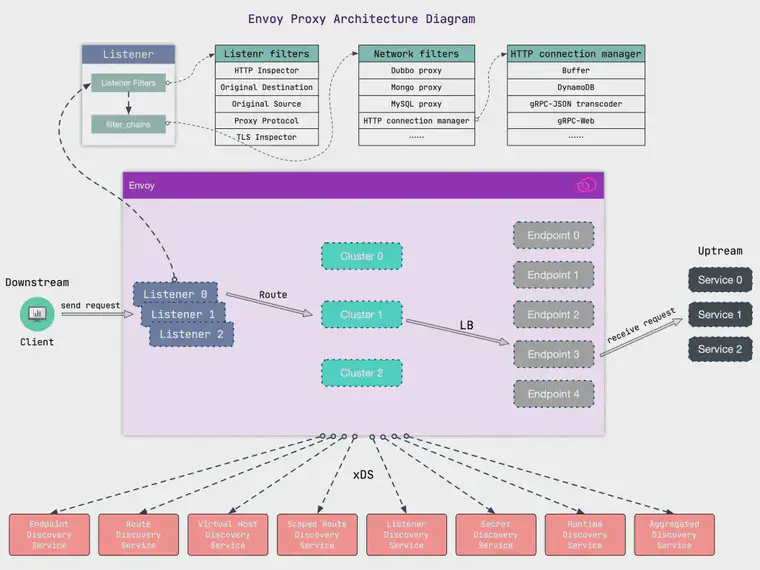 Envoy Proxy Architecture Diagram
Listener
Listener Filters
filter_chains
Listenr filters
HTTP Inspector
Original Destination
Original Source
Proxy Protocol
TLS Inspector
Network filters
Dubbo proxy
Mongo proxy
MySQL proxy
HTTP connection manager
······
HTTP connection manager
Buffer
DynamoDB
gRPC-JSON transcoder
gRPC-Web
······
Envoy
Downstream
Client
send request
Listener 0
Listener 1
Listener 2
Route
Cluster 0
Cluster 1
Cluster 2
LB
Endpoint 0
Endpoint 1
Endpoint 2
Endpoint 3
Endpoint 4
receive request
Uptream
Service 0
Service 1
Service 2
xDS
Endpoint
Discovery
Service
Route
Discovery
Service
Virtual Host
Discovery
Service
Scoped Route
Discovery
Service
Listener
Discovery
Service
Secret
Discovery
Service
Runtime
Discovery
Service
Aggregated
Discovery
Service